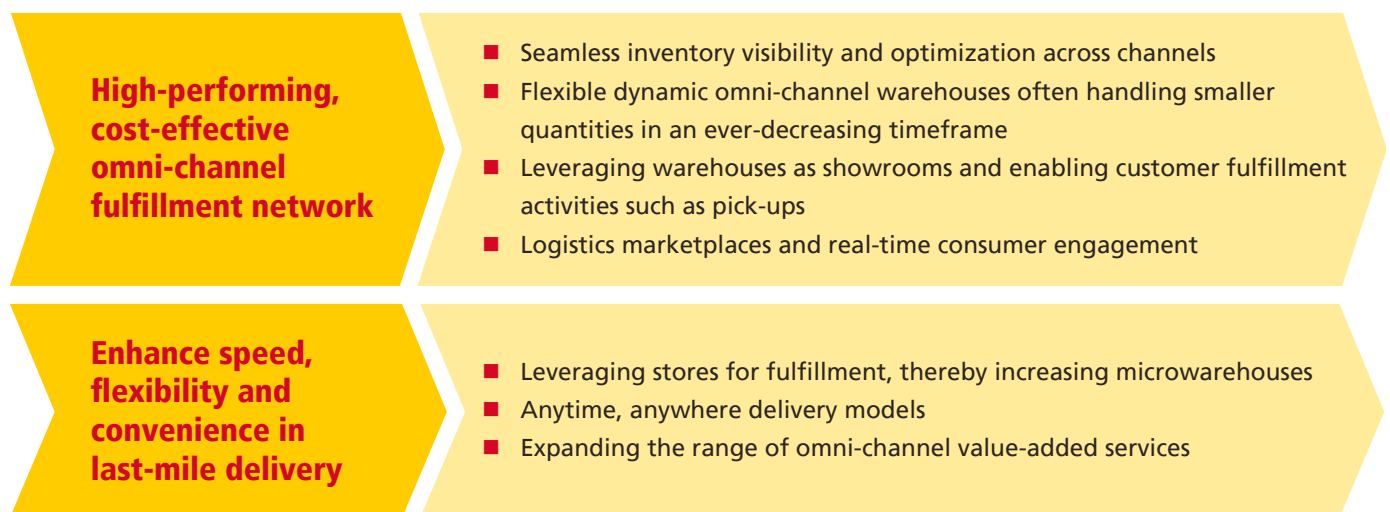 High-performing,
cost-effective
omni-channel
fulfillment network
■ Seamless inventory visibility and optimization across channels
■ Flexible dynamic omni-channel warehouses often handling smaller
quantities in an ever-decreasing timeframe
■ Leveraging warehouses as showrooms and enabling customer fulfillment
activities such as pick-ups
■ Logistics marketplaces and real-time consumer engagement
Enhance speed,
flexibility and
convenience in
last-mile delivery
■ Leveraging stores for fulfillment, thereby increasing microwarehouses
■ Anytime, anywhere delivery models
■ Expanding the range of omni-channel value-added services